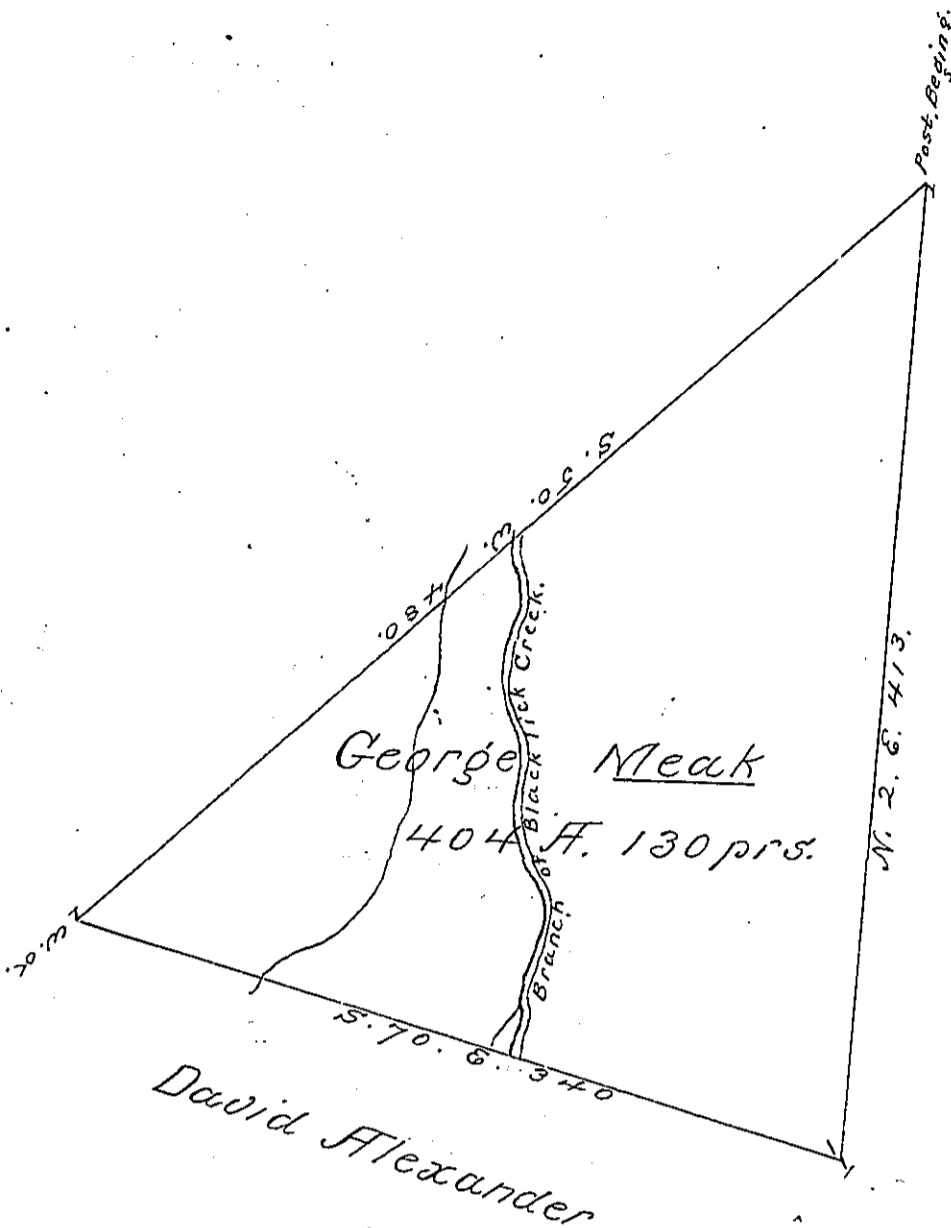 Post, Beging.
S. 50. W. 480.
N. 2. E. 413.
Branch of Black lick Creek.
George Meak
404 A. 130 prs.
W. o.
S. 70. E. 340
David Alexander